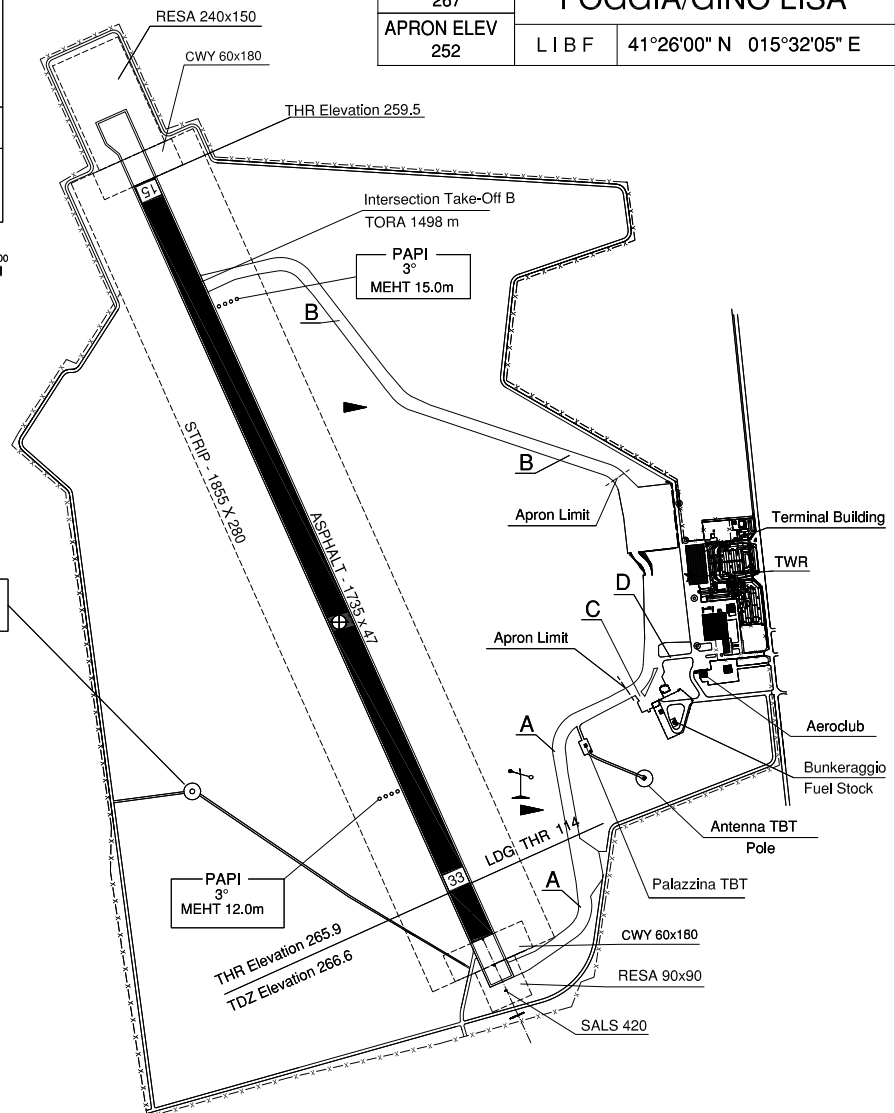 267
FOGGIA/GINO LISA
APRON ELEV
252
LIBF
41°26'00" N 015°32'05" E
RESA 240x150
CWY 60x180
THR Elevation 259.5
15
Intersection Take-Off B
TORA 1498 m
PAPI
3°
MEHT 15.0m
B
STRIP - 1855 X 280
ASPHALT - 1735 x 47
B
Apron Limit
Terminal Building
TWR
D
C
Apron Limit
A
Aeroclub
Bunkeraggio
Fuel Stock
Antenna TBT
Pole
Palazzina TBT
LDG THR 114
33
A
PAPI
3°
MEHT 12.0m
THR Elevation 265.9
TDZ Elevation 266.6
CWY 60x180
RESA 90x90
SALS 420